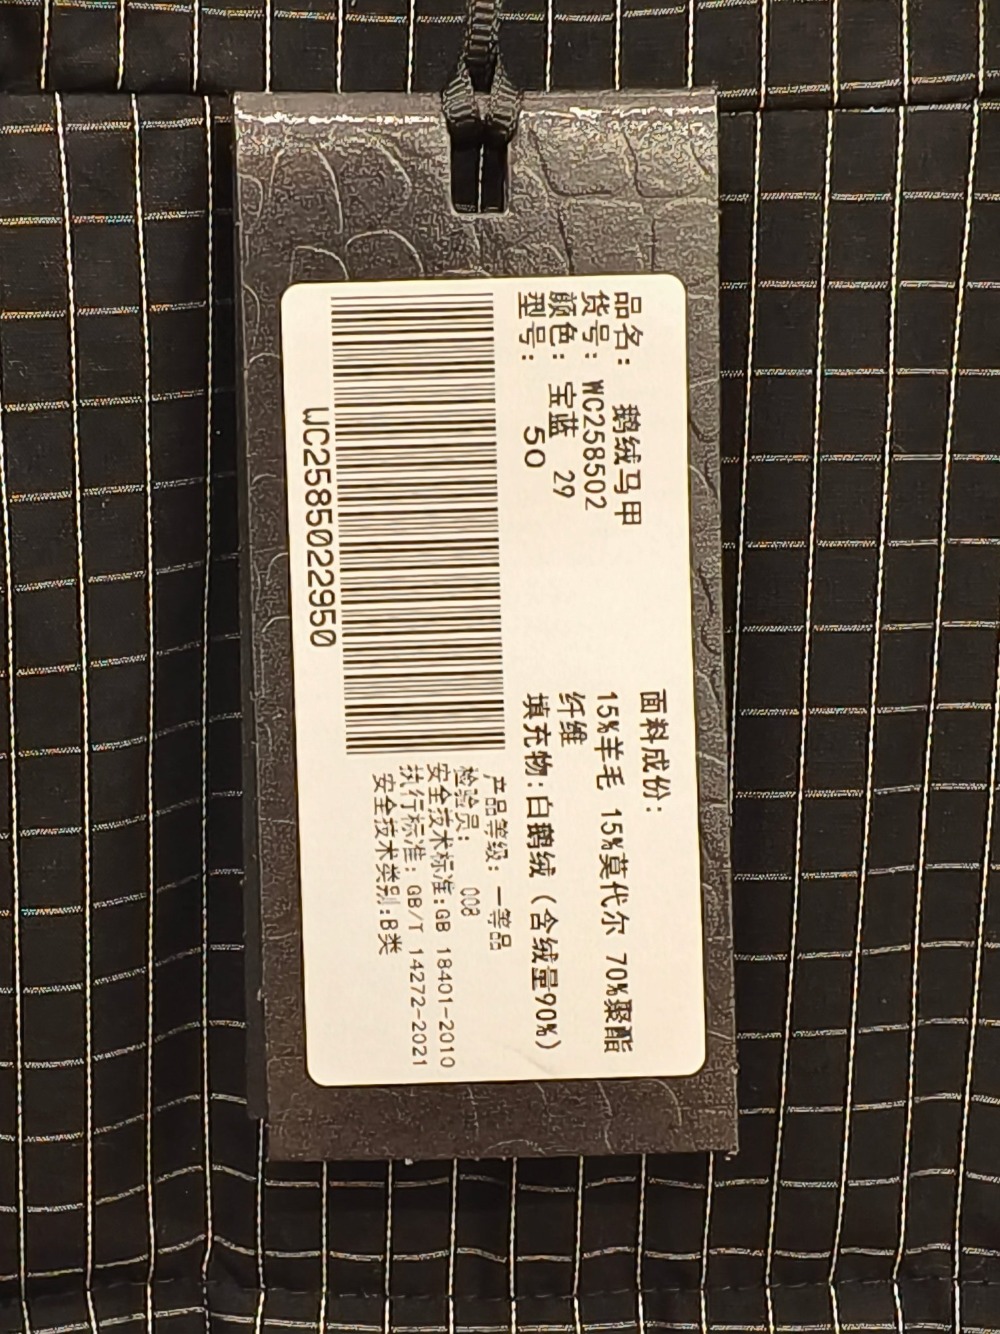 品名: 鹅绒马甲
货号: WC258502
颜色: 宝蓝 29
型号: 50
面料成份:
15%羊毛 15%莫代尔 70%聚酯
纤维
填充物:白鹅绒(含绒量90%)
产品等级: 一等品
检验员: 008
安全技术标准:GB 18401-2010
执行标准: GB/T 14272-2021
安全技术类别:B类
WC2585022950